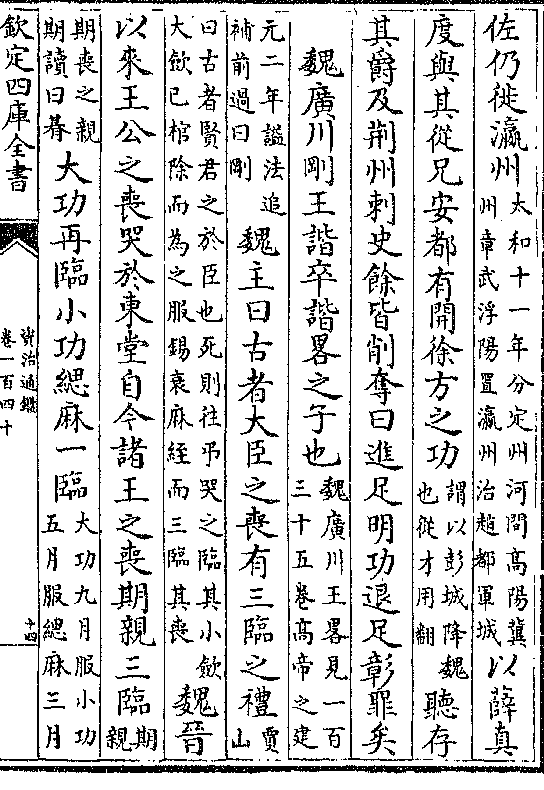 佐仍徙瀛州太和十一年分定州河間高陽冀州章武浮陽置瀛州治趙都軍城以薛真
度與其從兄安都有開徐方之功謂以彭城降魏也從才用翻聽存
其爵及荆州刺史餘皆削奪曰進足明功退足彰罪矣
魏廣川剛王諧卒諧畧之子也魏廣川王畧見一百三十五卷高帝之建
元二年謚法追補前過曰剛魏主曰古者大臣之喪有三臨之禮賈山
曰古者賢君之於臣也死則往弔哭之臨其小歛大歛已棺除而為之服錫衰麻絰而三臨其喪魏晉
以來王公之喪哭於東堂自今諸王之喪期親三臨期親
期喪之親期讀曰朞大功再臨小功緦麻一臨大功九月服小功五月服緦麻三月
欽定四庫全書
資治通鑑
卷一百四十
十四